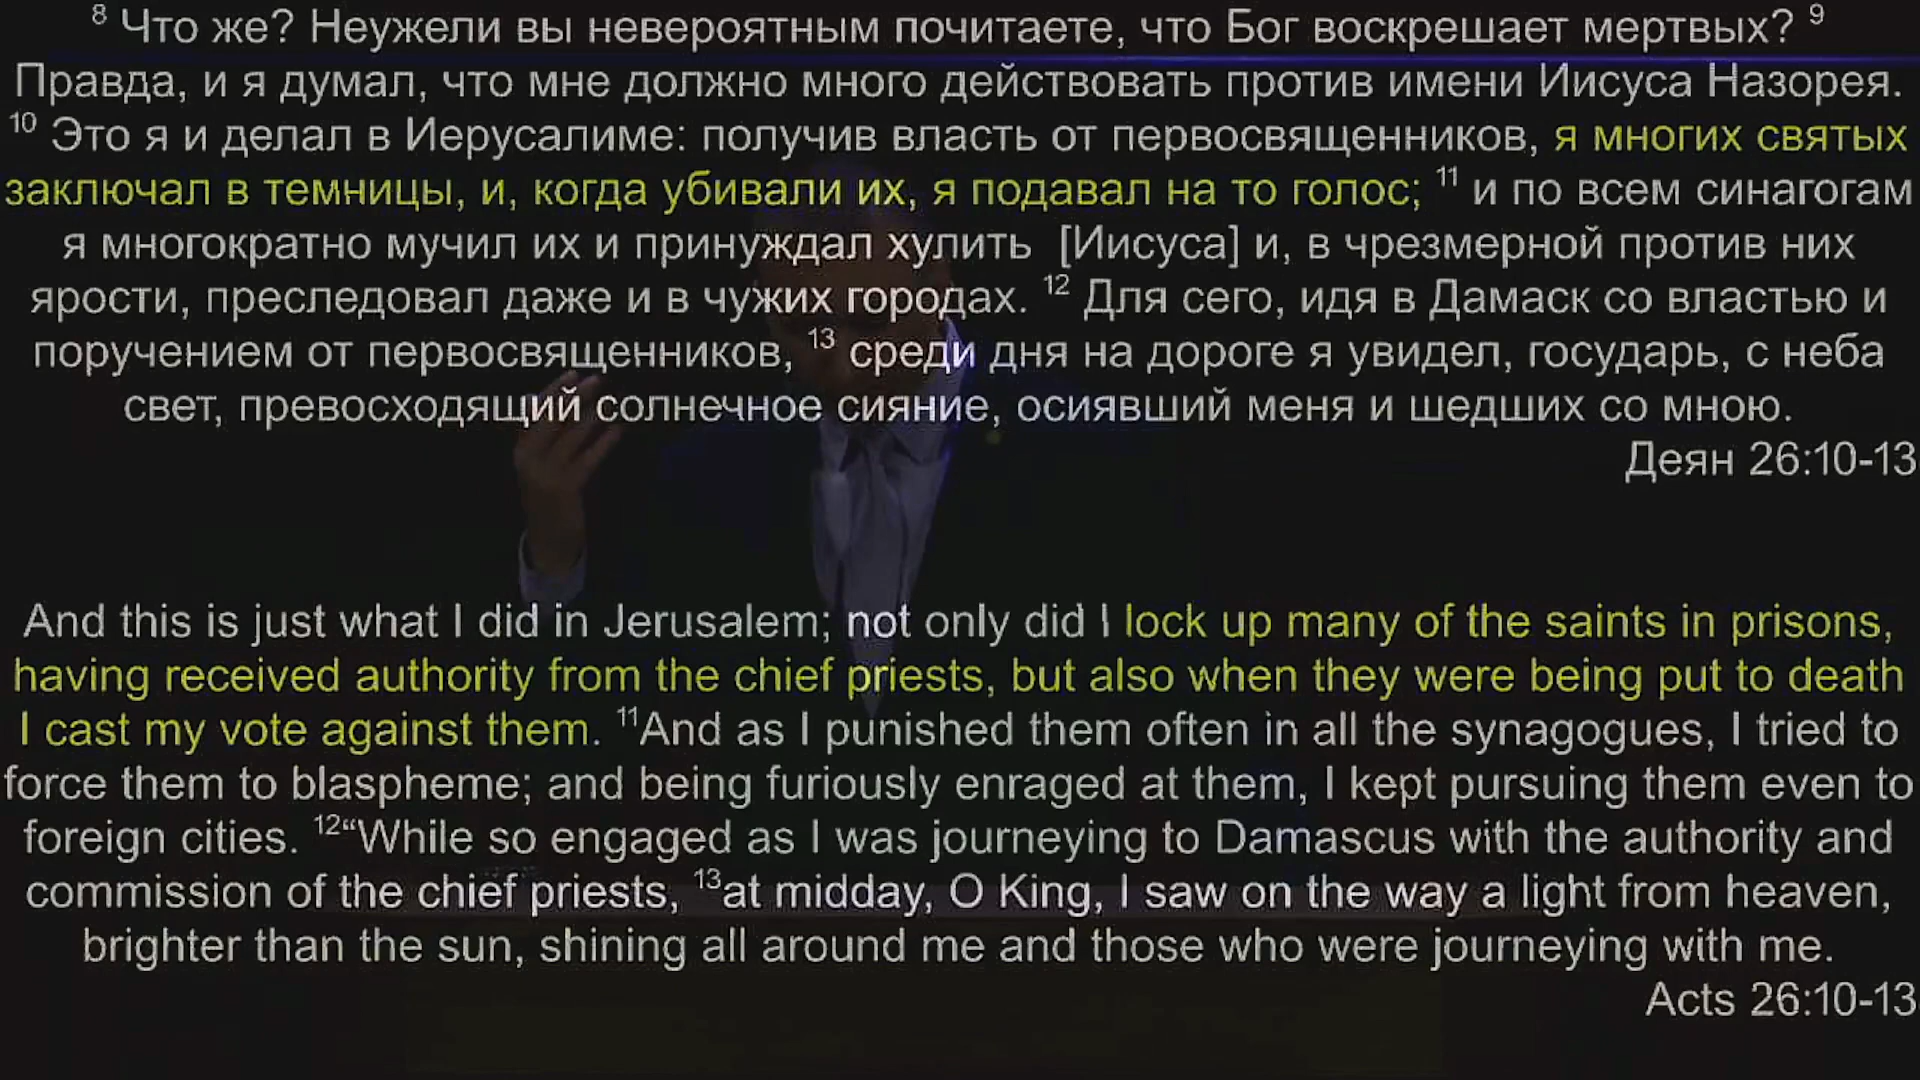 8 Что же? Неужели вы невероятным почитаете, что Бог воскрешает мертвых? 9
Правда, и я думал, что мне должно много действовать против имени Иисуса Назорея.
10 Это я и делал в Иерусалиме: получив власть от первосвященников, я многих святых
заключал в темницы, и, когда убивали их, я подавал на то голос; 11 и по всем синагогам
я многократно мучил их и принуждал хулить [Иисуса] и, в чрезмерной против них
ярости, преследовал даже и в чужих городах. 12 Для сего, идя в Дамаск со властью и
поручением от первосвященников, 13 среди дня на дороге я увидел, государь, с неба
свет, превосходящий солнечное сияние, осиявший меня и шедших со мною.
Деян 26:10-13
And this is just what I did in Jerusalem; not only did I lock up many of the saints in prisons,
having received authority from the chief priests, but also when they were being put to death
I cast my vote against them. 11And as I punished them often in all the synagogues, I tried to
force them to blaspheme; and being furiously enraged at them, I kept pursuing them even to
foreign cities. 12“While so engaged as I was journeying to Damascus with the authority and
commission of the chief priests, 13at midday, O King, I saw on the way a light from heaven,
brighter than the sun, shining all around me and those who were journeying with me.
Acts 26:10-13